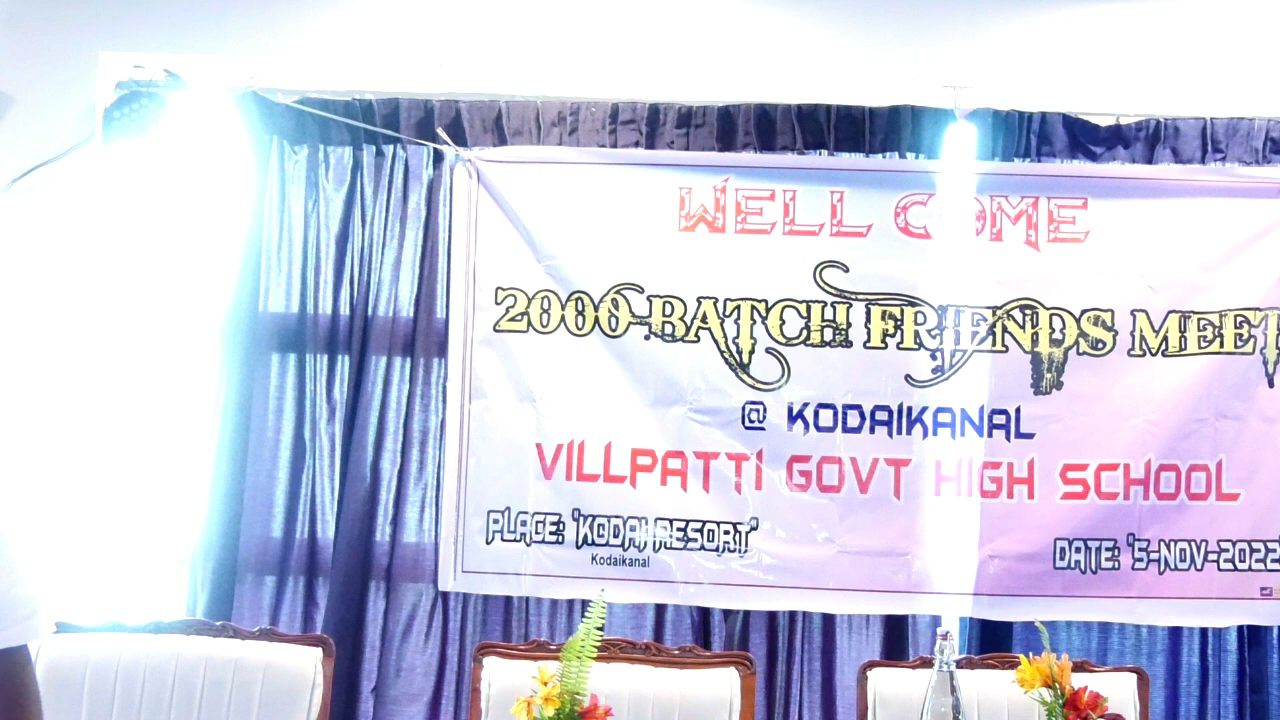 WELL COME
2000 BATCH FRIENDS MEET
@ KODAIKANAL
VILLPATTI GOVT HIGH SCHOOL
PLACE: "KODAI RESORT"
Kodaikanal
DATE: '5-NOV-2022'